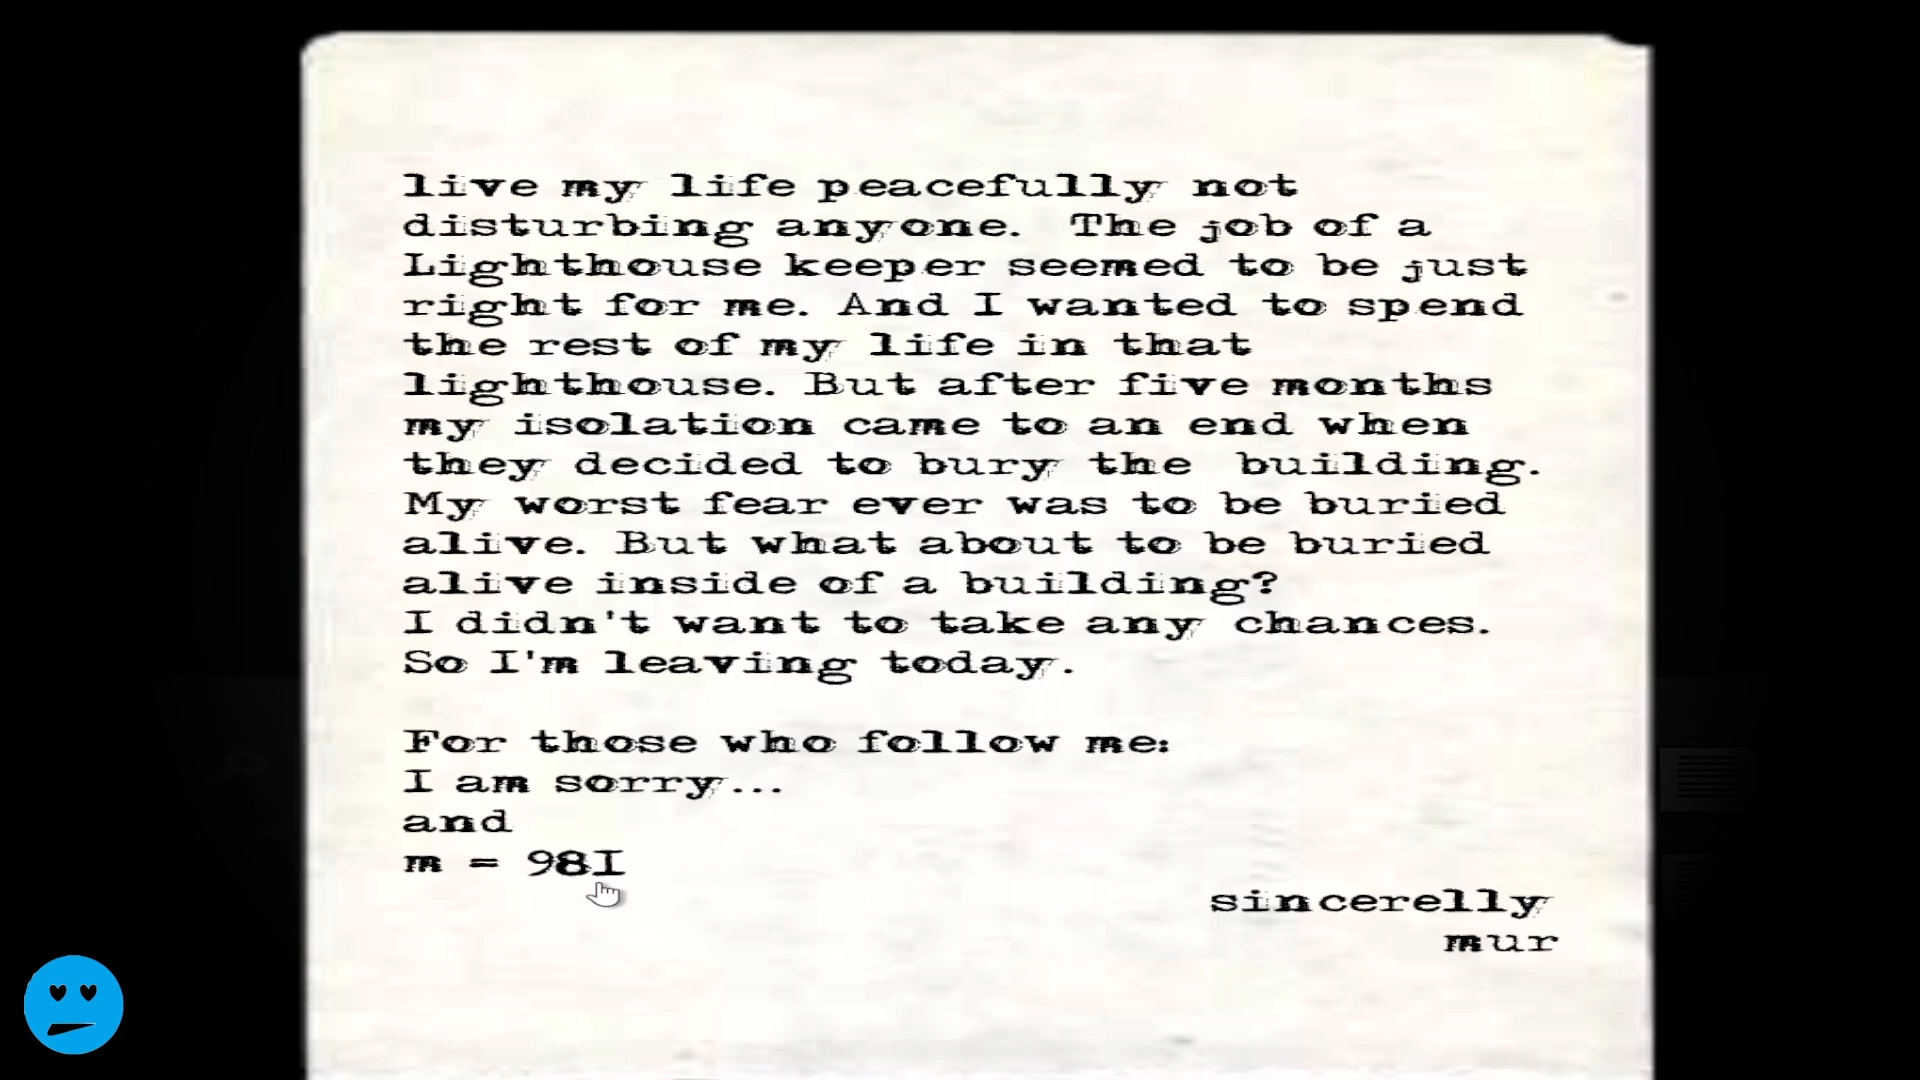 live my life peacefully not
disturbing anyone. The job of a
Lighthouse keeper seemed to be just
right for me. And I wanted to spend
the rest of my life in that
lighthouse. But after five months
my isolation came to an end when
they decided to bury the building.
My worst fear ever was to be buried
alive. But what about to be buried
alive inside of a building?
I didn't want to take any chances.
So I'm leaving today.
For those who follow me:
I am sorry...
and
m = 98I
sincerelly
mur